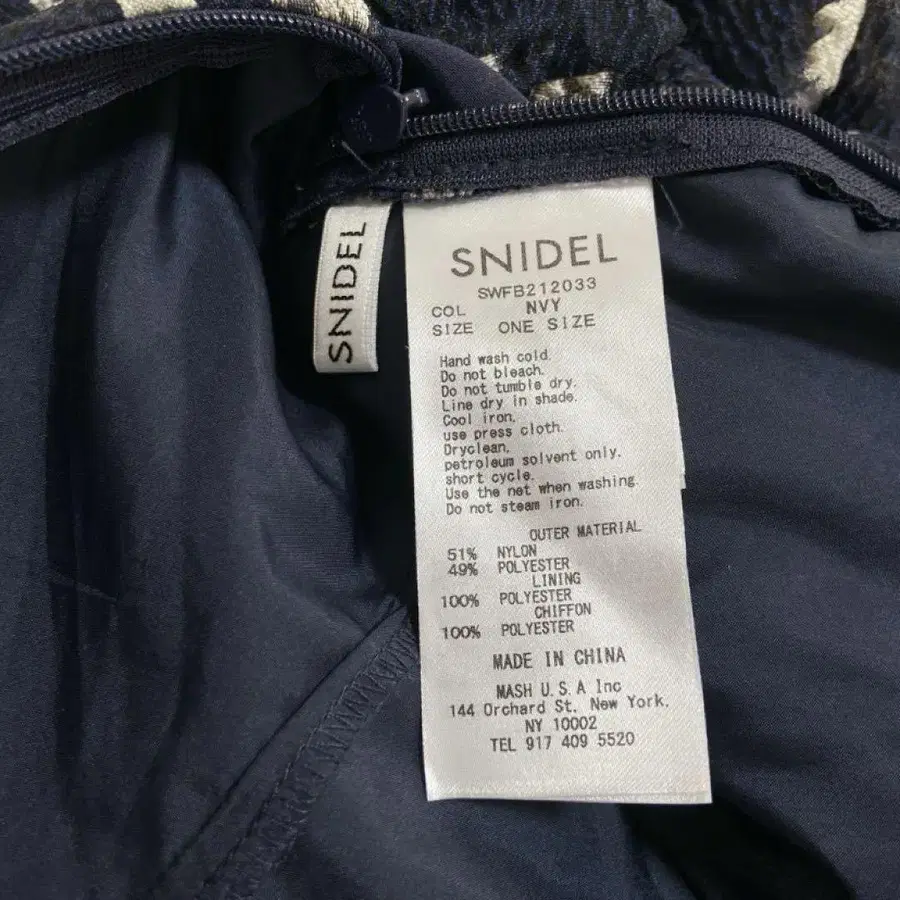 SNIDEL
SNIDEL
SWFB212033
COL NVY
SIZE ONE SIZE
Hand wash cold.
Do not bleach.
Do not tumble dry.
Line dry in shade.
Cool iron,
use press cloth.
Dryclean,
petroleum solvent only.
short cycle.
Use the net when washing.
Do not steam iron.
OUTER MATERIAL
51% NYLON
49% POLYESTER
LINING
100% POLYESTER
CHIFFON
100% POLYESTER
MADE IN CHINA
MASH U.S.A Inc
144 Orchard St, New York,
NY 10002
TEL 917 409 5520